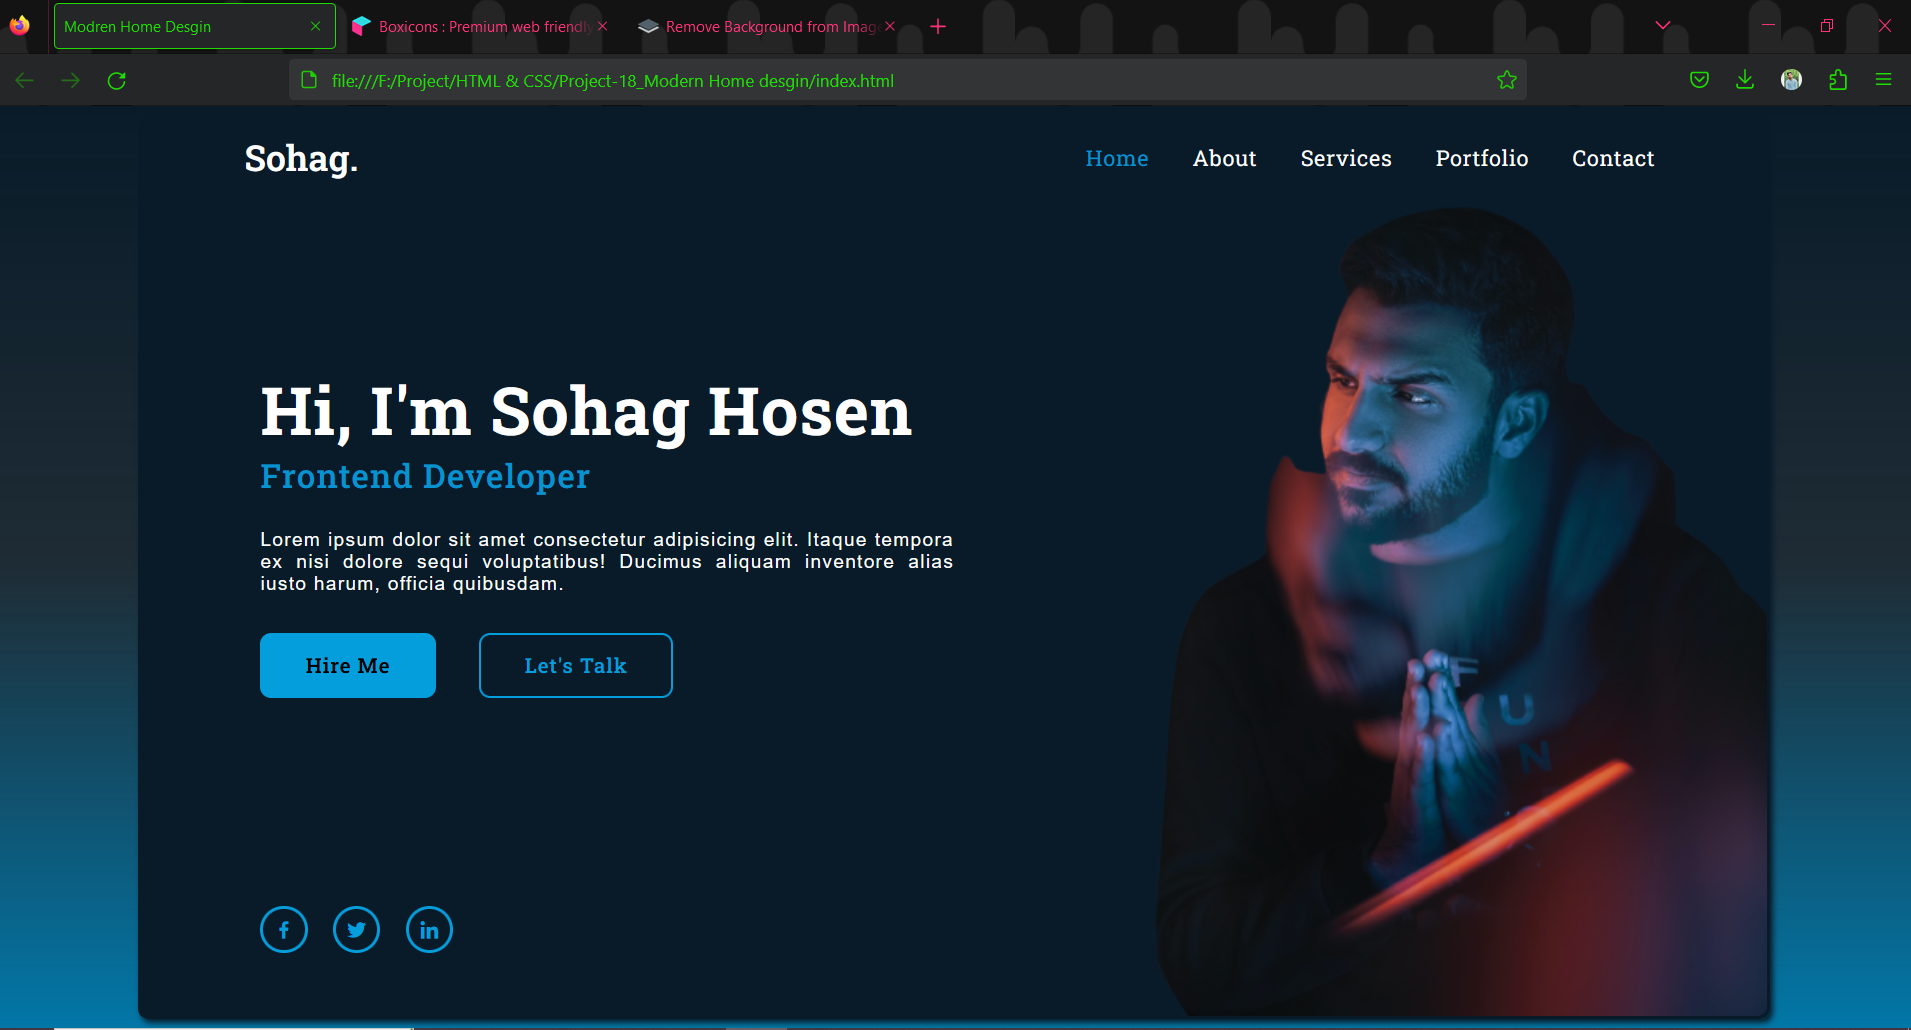 Modren Home Desgin
Boxicons : Premium web friendly
Remove Background from Image
file:///F:/Project/HTML & CSS/Project-18_Modern Home desgin/index.html
Sohag.
Home About Services Portfolio Contact
Hi, I'm Sohag Hosen
Frontend Developer
Lorem ipsum dolor sit amet consectetur adipisicing elit. Itaque tempora
ex nisi dolore sequi voluptatibus! Ducimus aliquam inventore alias
iusto harum, officia quibusdam.
Hire Me
Let's Talk
F
U
N